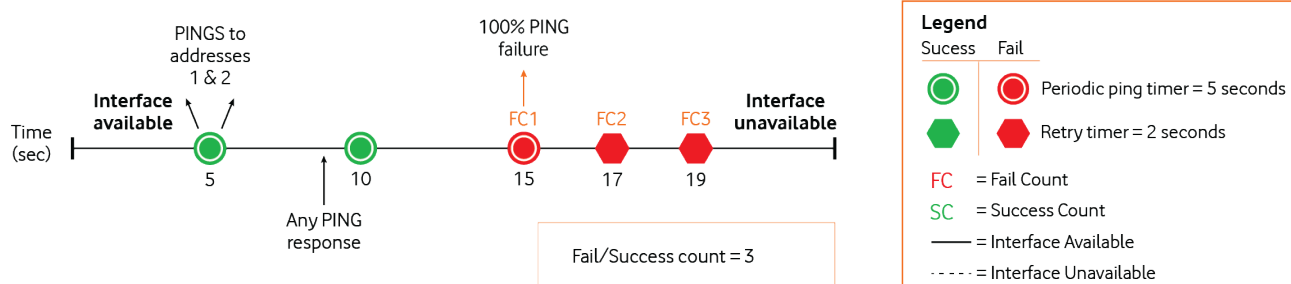 PINGS to
addresses
1 & 2
100% PING
failure
Interface
available
Interface
unavailable
FC1
FC2
FC3
Time
(sec)
5
10
15
17
19
Any PING
response
Fail/Success count = 3
Legend
Sucess Fail
Periodic ping timer = 5 seconds
Retry timer = 2 seconds
FC = Fail Count
SC = Success Count
= Interface Available
= Interface Unavailable